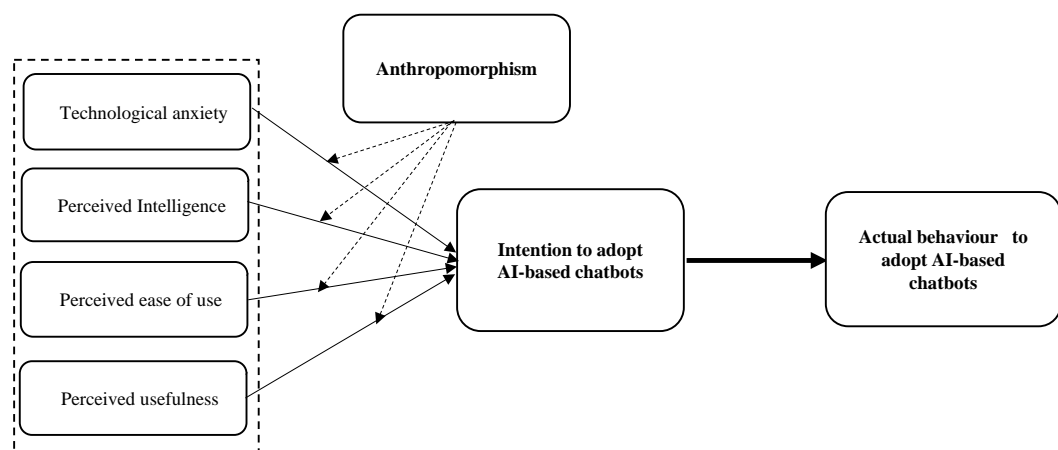 Anthropomorphism
Technological anxiety
Perceived Intelligence
Perceived ease of use
Perceived usefulness
Intention to adopt
AI-based chatbots
Actual behaviour to
adopt AI-based
chatbots